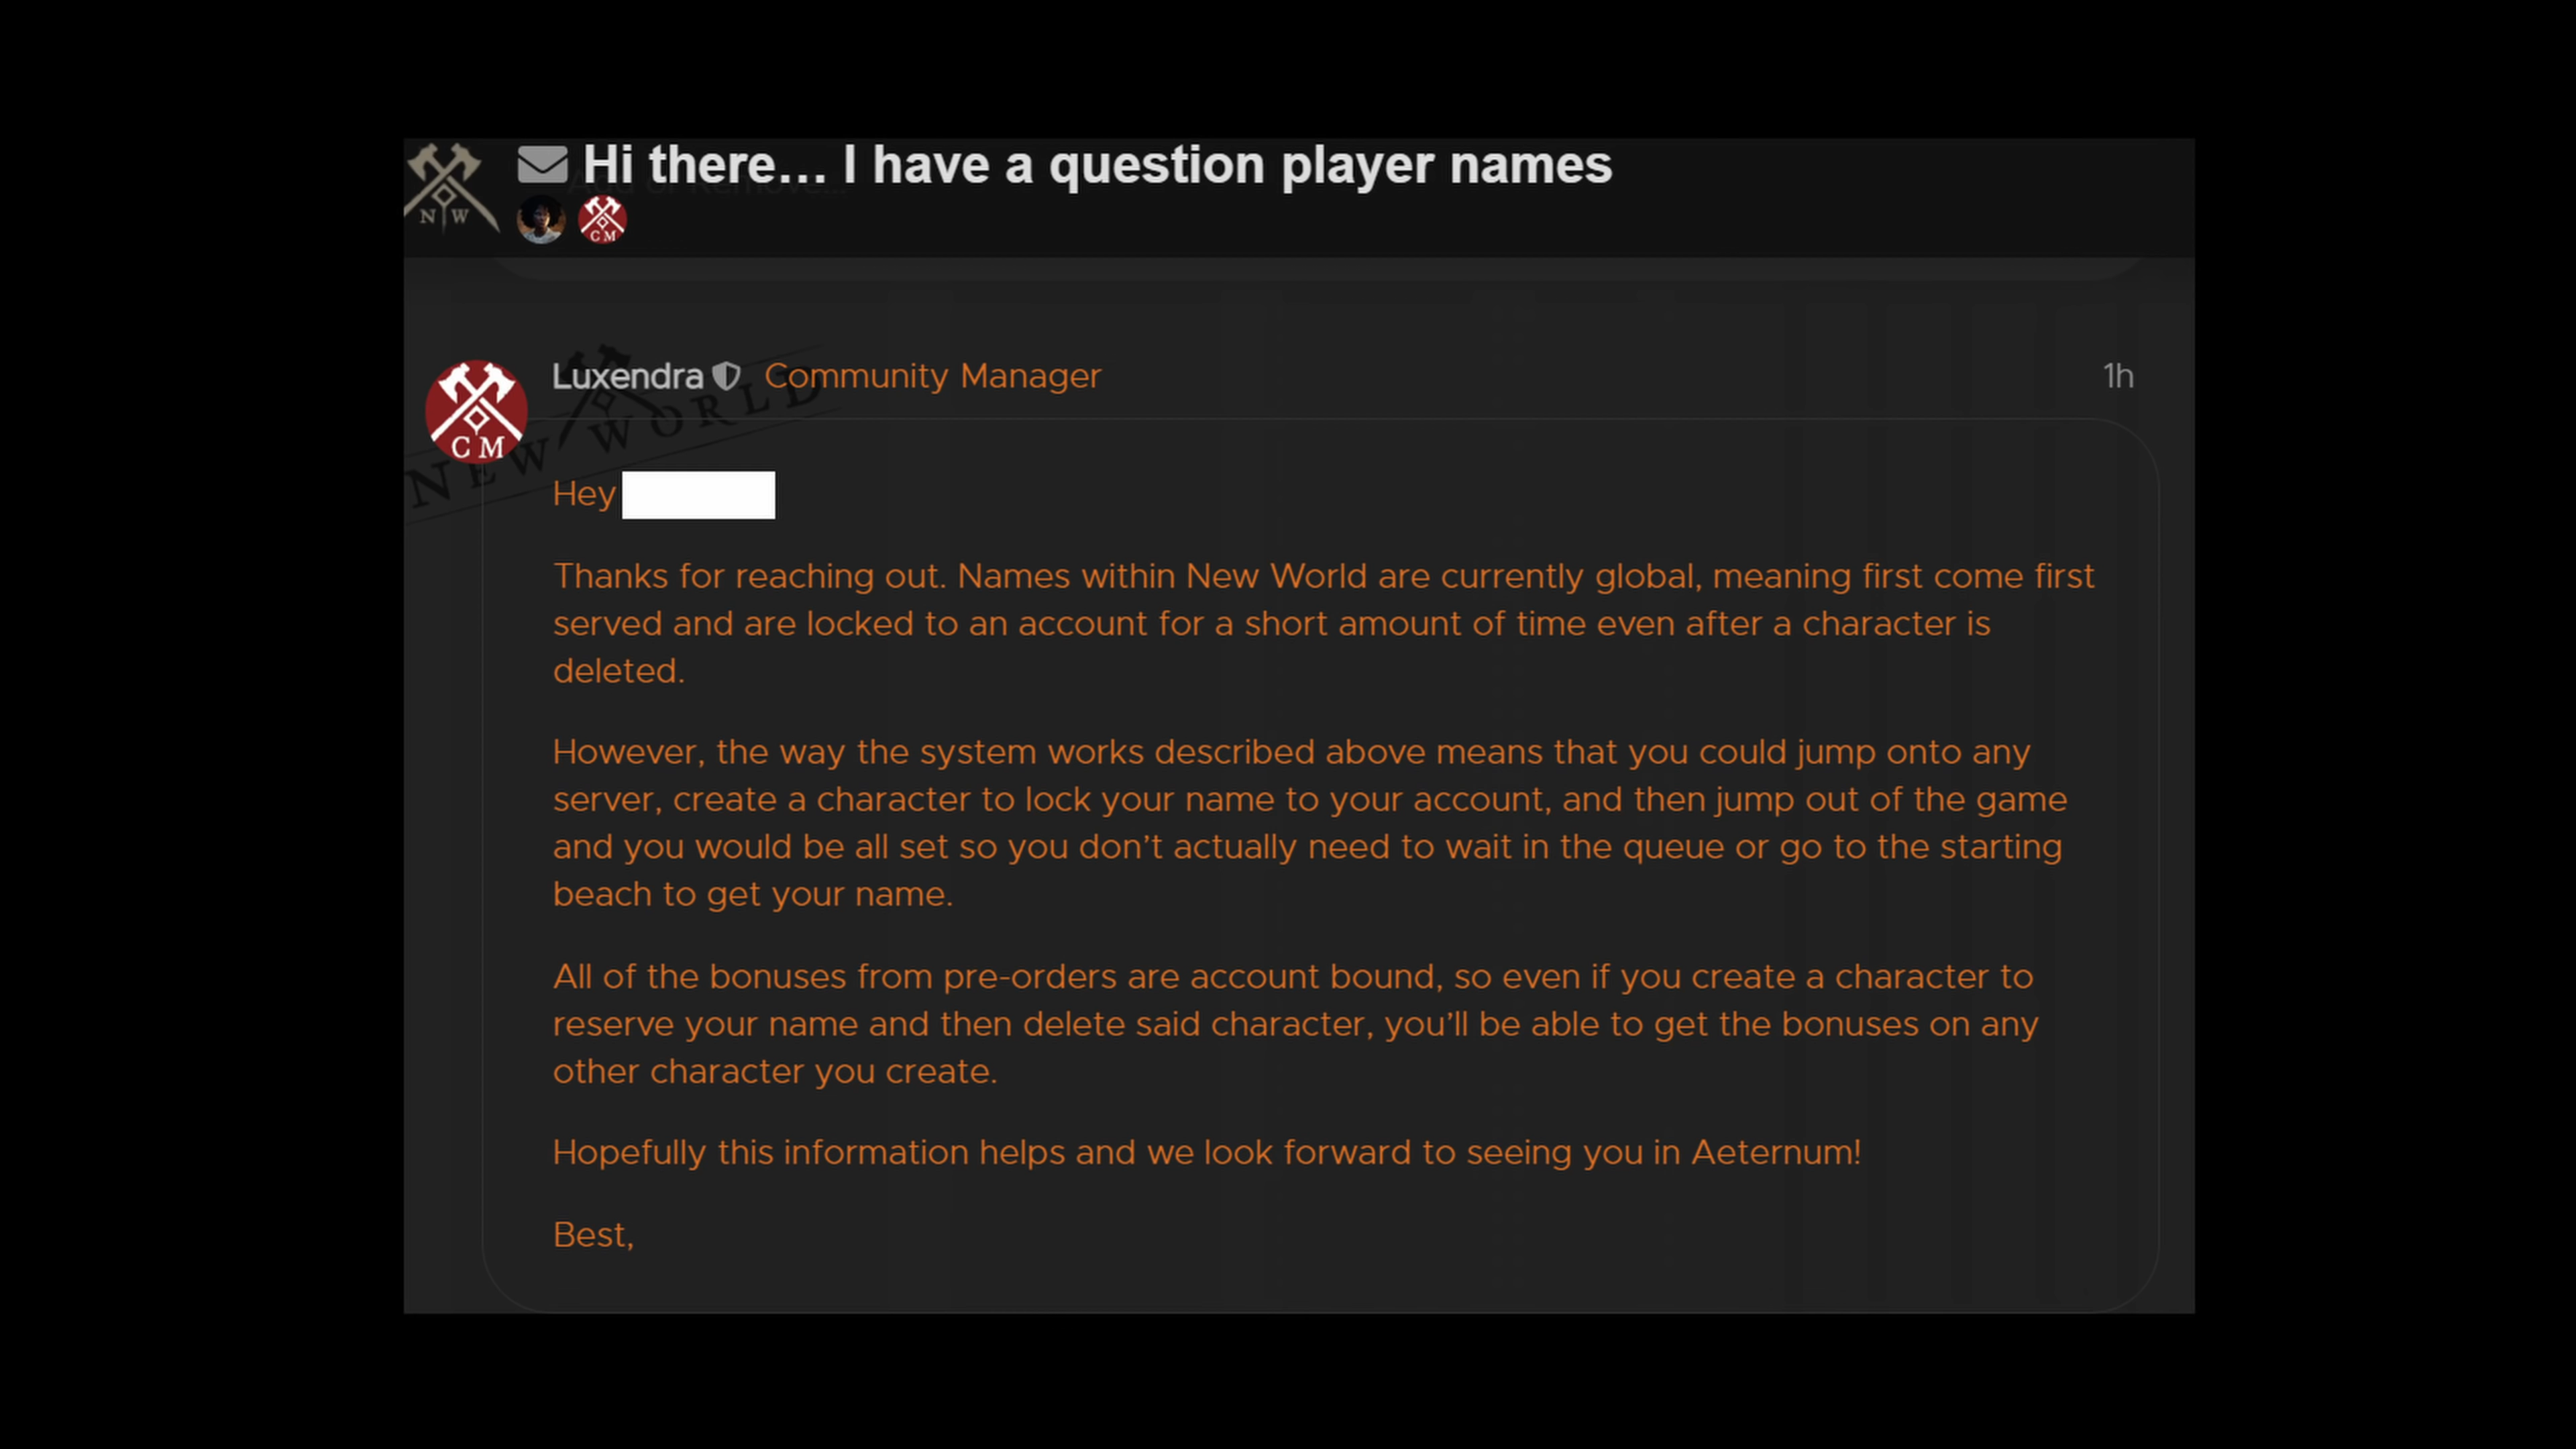 Hi there… I have a question player names
N W
Add or Remove...
C M
Luxendra Community Manager 1h
C M
NEW WORLD
Hey
Thanks for reaching out. Names within New World are currently global, meaning first come first
served and are locked to an account for a short amount of time even after a character is
deleted.
However, the way the system works described above means that you could jump onto any
server, create a character to lock your name to your account, and then jump out of the game
and you would be all set so you don’t actually need to wait in the queue or go to the starting
beach to get your name.
All of the bonuses from pre-orders are account bound, so even if you create a character to
reserve your name and then delete said character, you’ll be able to get the bonuses on any
other character you create.
Hopefully this information helps and we look forward to seeing you in Aeternum!
Best,